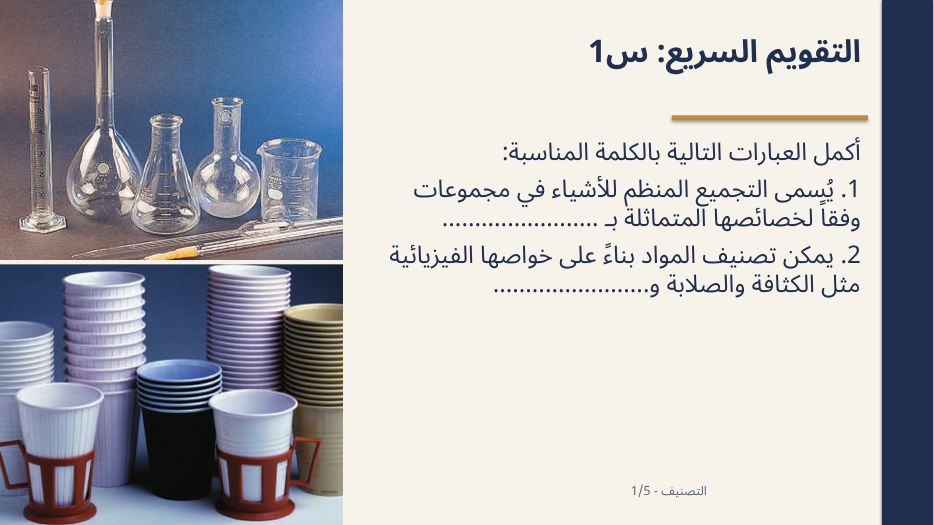 التقويم السريع: س1
أكمل العبارات التالية بالكلمة المناسبة:
1. يُسمى التجميع المنظم للأشياء في مجموعات
وفقاً لخصائصها المتماثلة بـ ........................
2. يمكن تصنيف المواد بناءً على خواصها الفيزيائية
مثل الكثافة والصلابة و........................
التصنيف - 1/5